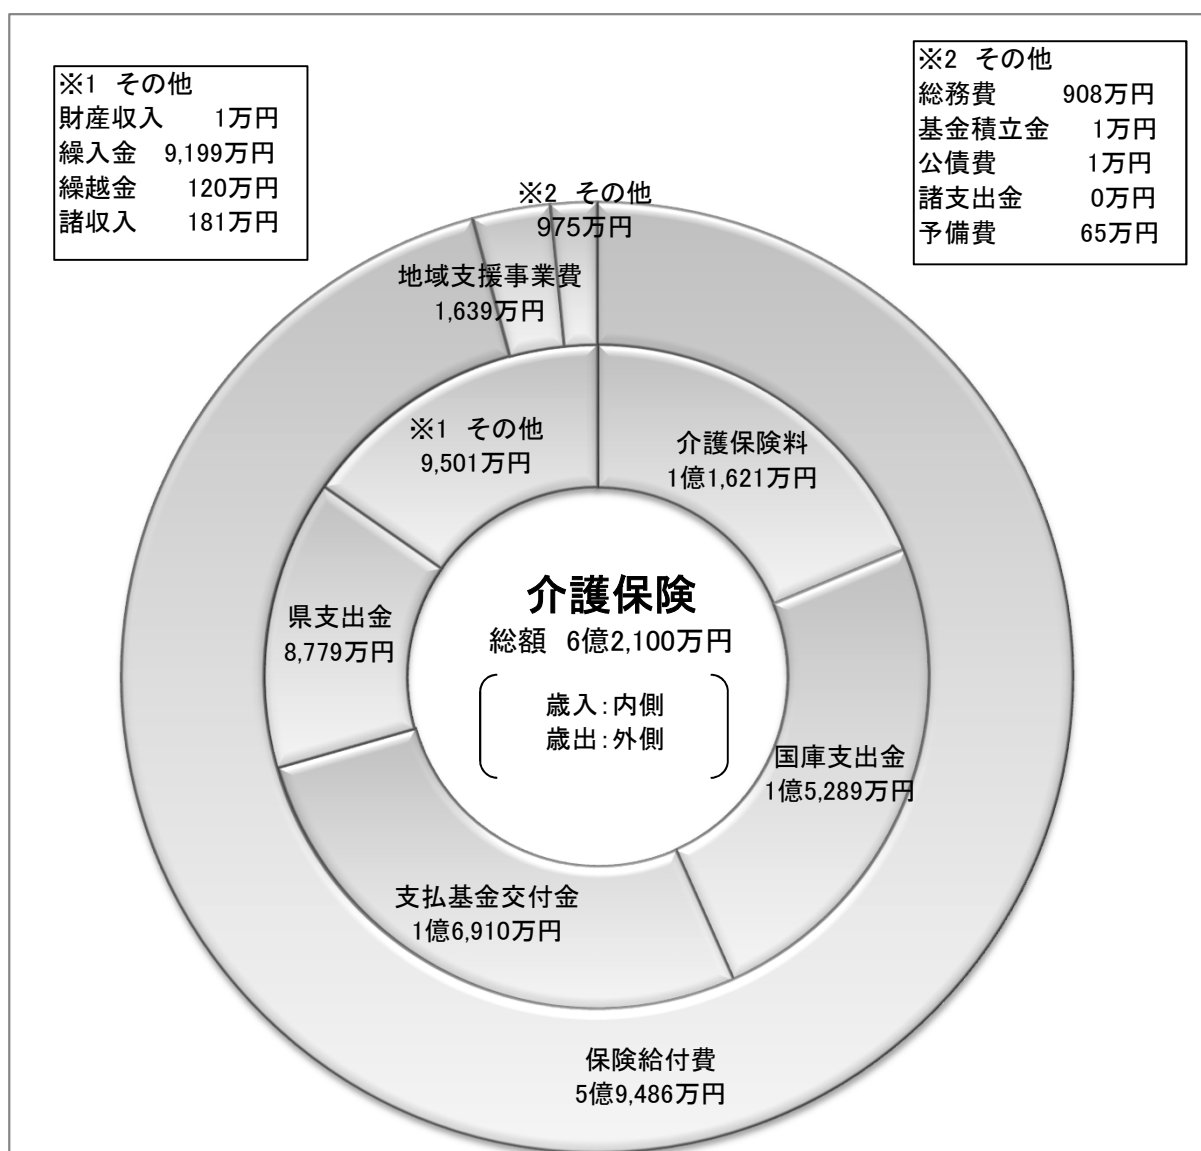 ※1 その他
財産収入 1万円
繰入金 9,199万円
繰越金 120万円
諸収入 181万円
※2 その他
総務費 908万円
基金積立金 1万円
公債費 1万円
諸支出金 0万円
予備費 65万円
※2 その他
975万円
地域支援事業費
1,639万円
※1 その他
9,501万円
介護保険料
1億1,621万円
県支出金
8,779万円
介護保険
総額 6億2,100万円
歳入:内側
歳出:外側
国庫支出金
1億5,289万円
支払基金交付金
1億6,910万円
保険給付費
5億9,486万円